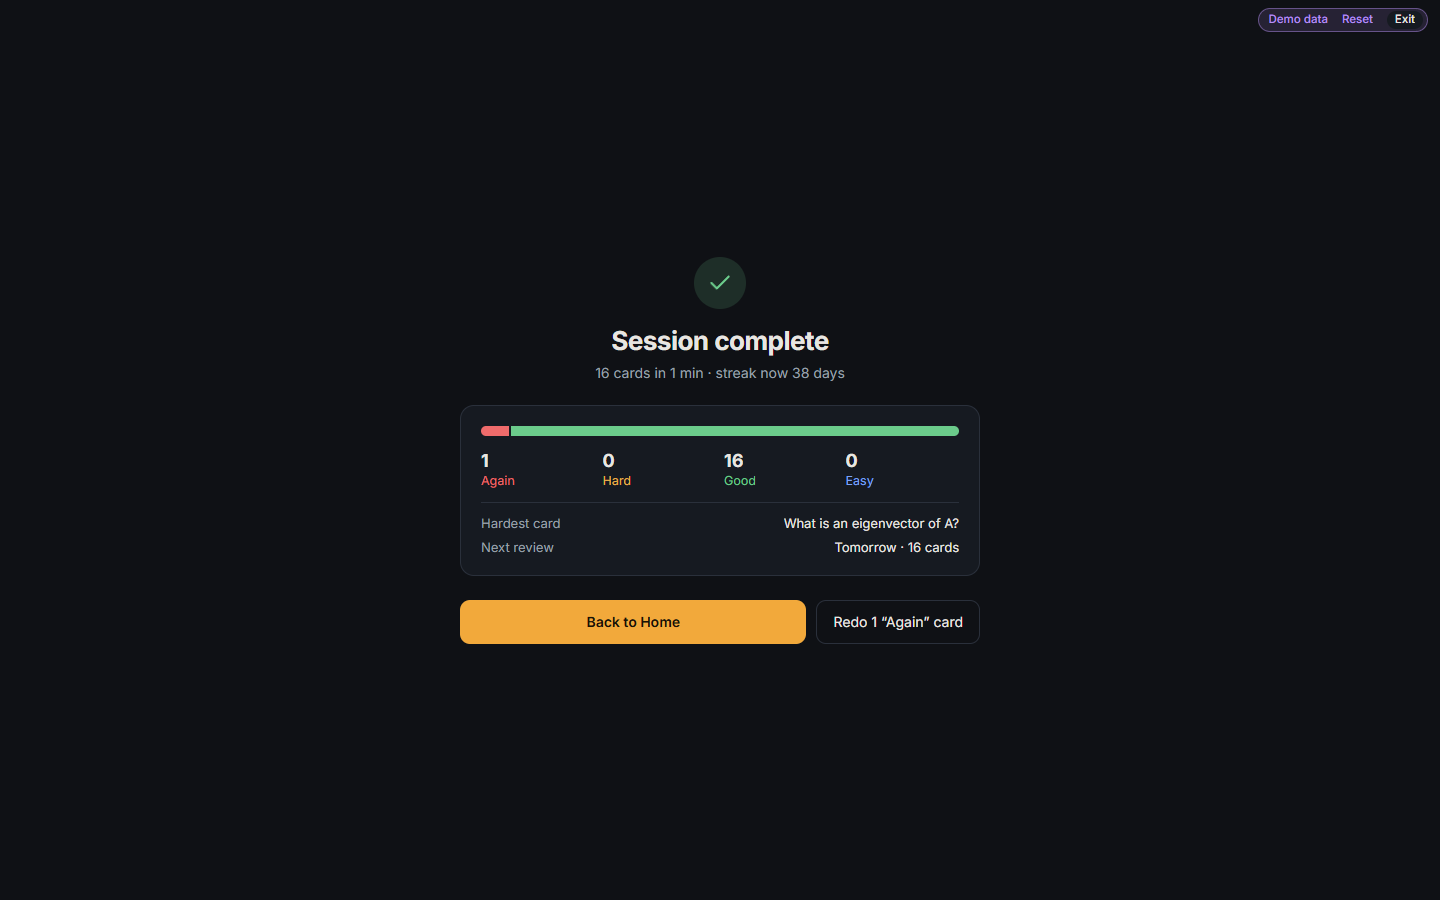 Demo data Reset Exit
Session complete
16 cards in 1 min · streak now 38 days
1 0 16 0
Again Hard Good Easy
Hardest card What is an eigenvector of A?
Next review Tomorrow · 16 cards
Back to Home Redo 1 “Again” card